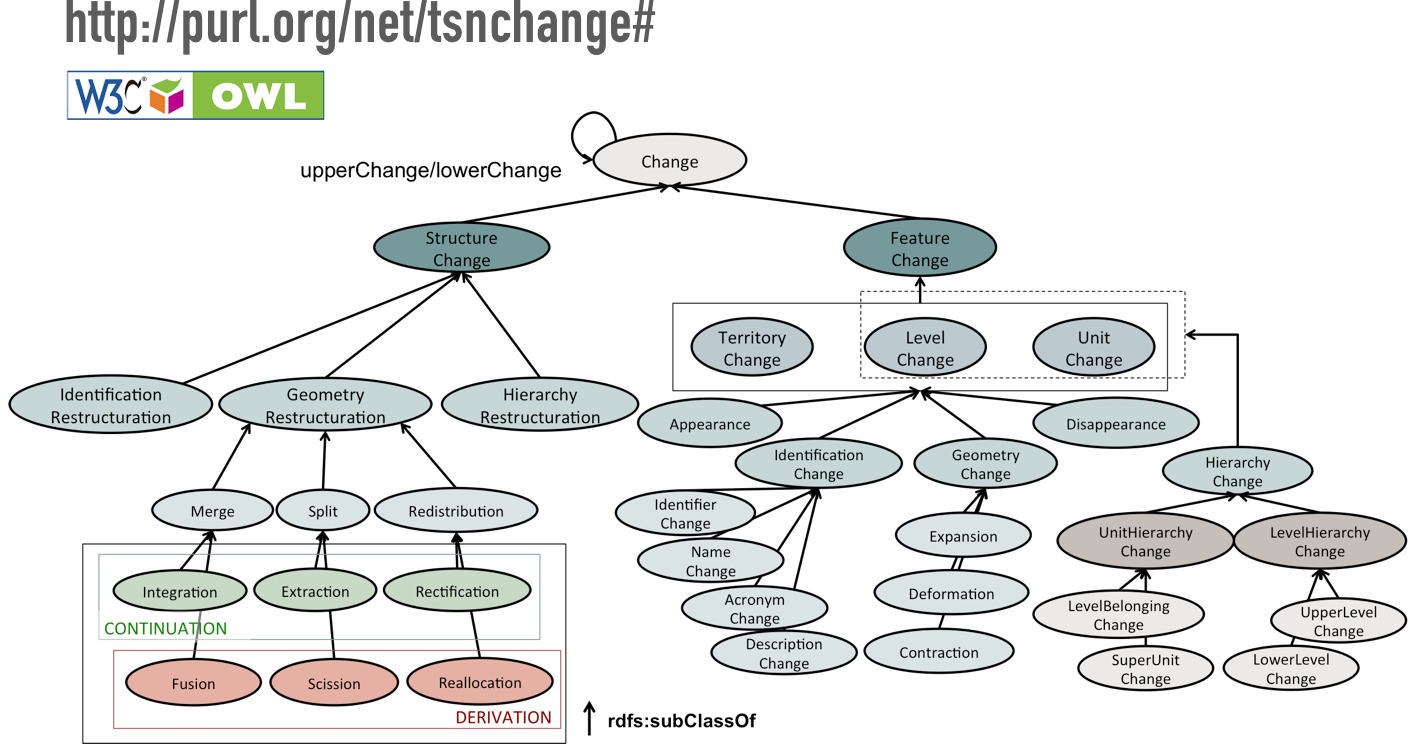 http://purl.org/net/tsnchange#
W3C® OWL
Change
upperChange/lowerChange
Structure
Change
Feature
Change
Territory
Change
Level
Change
Unit
Change
Identification
Restructuration
Geometry
Restructuration
Hierarchy
Restructuration
Appearance
Disappearance
Identification
Change
Geometry
Change
Hierarchy
Change
Merge
Split
Redistribution
Identifier
Change
Name
Change
Acronym
Change
Description
Change
Expansion
Deformation
Contraction
UnitHierarchy
Change
LevelHierarchy
Change
LevelBelonging
Change
SuperUnit
Change
UpperLevel
Change
LowerLevel
Change
Integration
Extraction
Rectification
CONTINUATION
Fusion
Scission
Reallocation
DERIVATION
rdfs:subClassOf